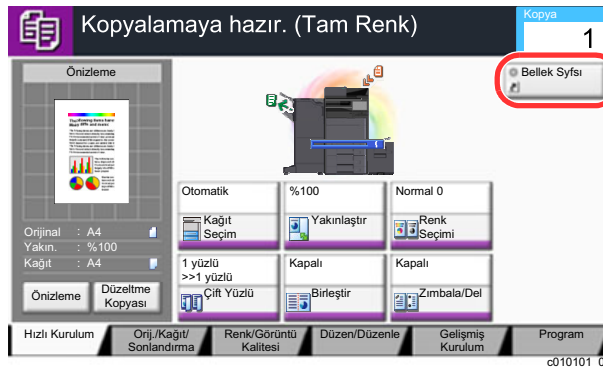 Kopyalamaya hazır. (Tam Renk)
Kopya
1
Bellek Syfsı
Önizleme
Otomatik
Kağıt
Seçim
%100
Yakınlaştır
Normal 0
Renk
Seçimi
Orijinal : A4
Yakın. : %100
Kağıt : A4
Önizleme
Düzeltme
Kopyası
1 yüzlü
>>1 yüzlü
Çift Yüzlü
Kapalı
Birleştir
Kapalı
Zımbala/Del
Hızlı Kurulum
Orij./Kağıt/
Sonlandırma
Renk/Görüntü
Kalitesi
Düzen/Düzenle
Gelişmiş
Kurulum
Program
c010101_0